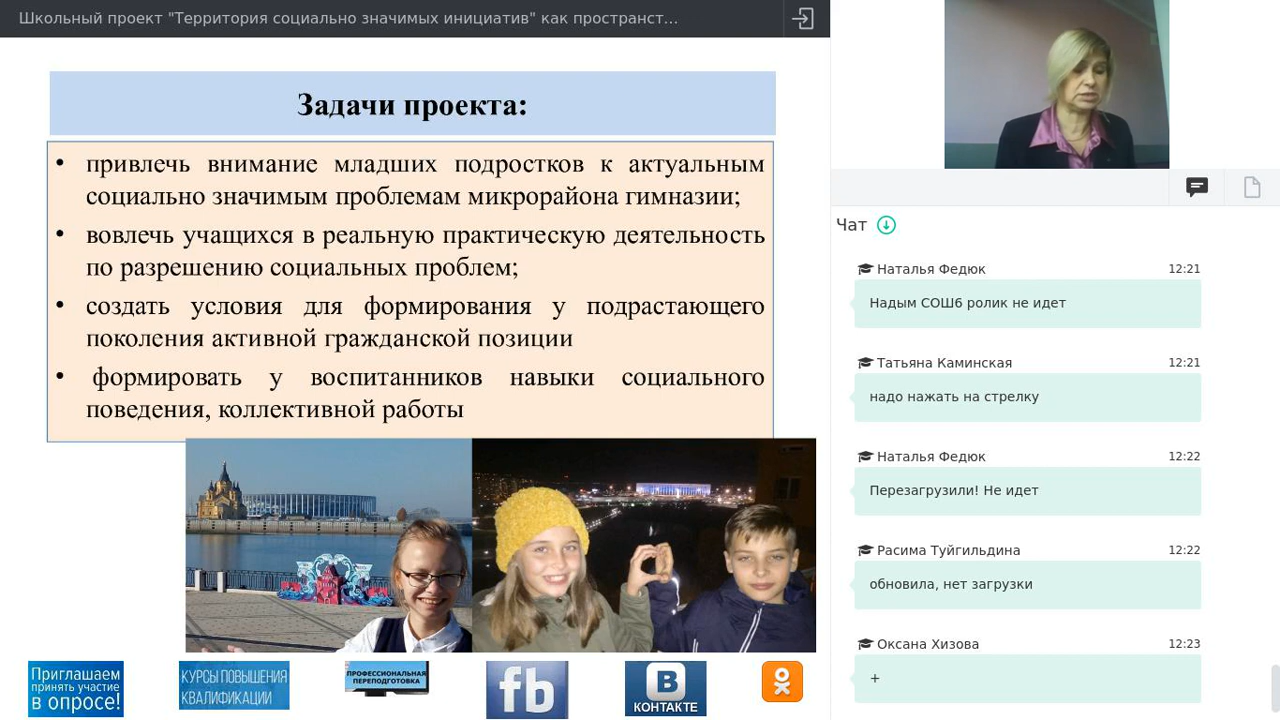 Школьный проект "Территория социально значимых инициатив" как пространст...
Задачи проекта:
• привлечь внимание младших подростков к актуальным
социально значимым проблемам микрорайона гимназии;
• вовлечь учащихся в реальную практическую деятельность
по разрешению социальных проблем;
• создать условия для формирования у подрастающего
поколения активной гражданской позиции
• формировать у воспитанников навыки социального
поведения, коллективной работы
Приглашаем
принять участие
в опросе!
КУРСЫ ПОВЫШЕНИЯ
КВАЛИФИКАЦИИ
ПРОФЕССИОНАЛЬНАЯ
ПЕРЕПОДГОТОВКА
fb
В
КОНТАКТЕ
Чат
Наталья Федюк 12:21
Надым СОШ6 ролик не идет
Татьяна Каминская 12:21
надо нажать на стрелку
Наталья Федюк 12:22
Перезагрузили! Не идет
Расима Туйгильдина 12:22
обновила, нет загрузки
Оксана Хизова 12:23
+